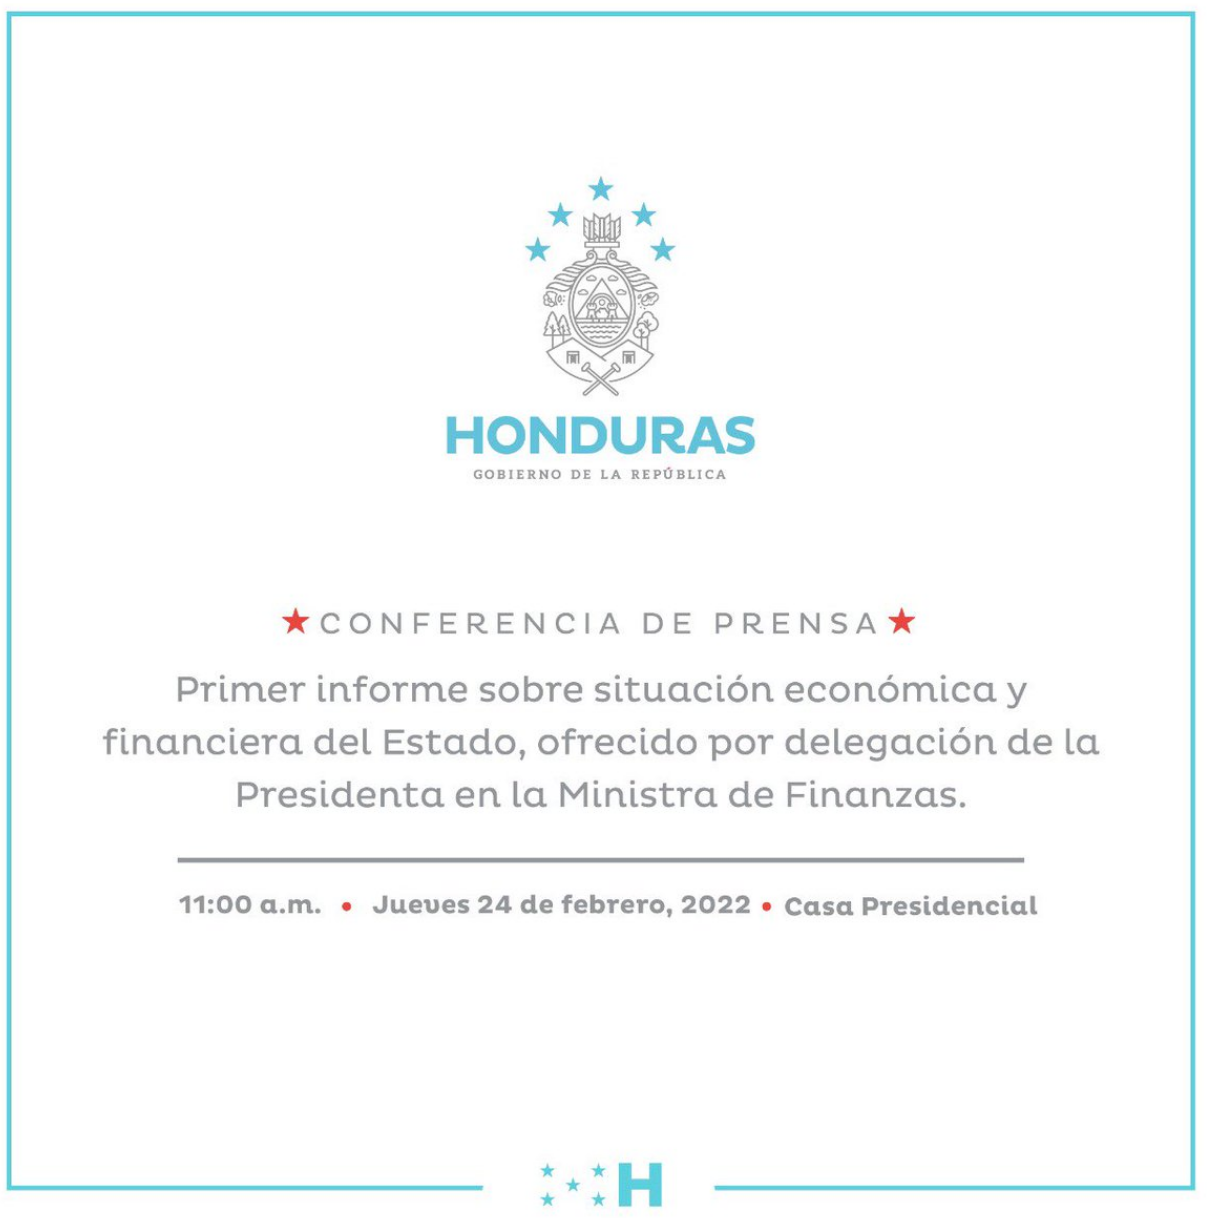 HONDURAS
GOBIERNO DE LA REPÚBLICA
CONFERENCIA DE PRENSA
Primer informe sobre situación económica y
financiera del Estado, ofrecido por delegación de la
Presidenta en la Ministra de Finanzas.
11:00 a.m. • Jueves 24 de febrero, 2022 • Casa Presidencial
H